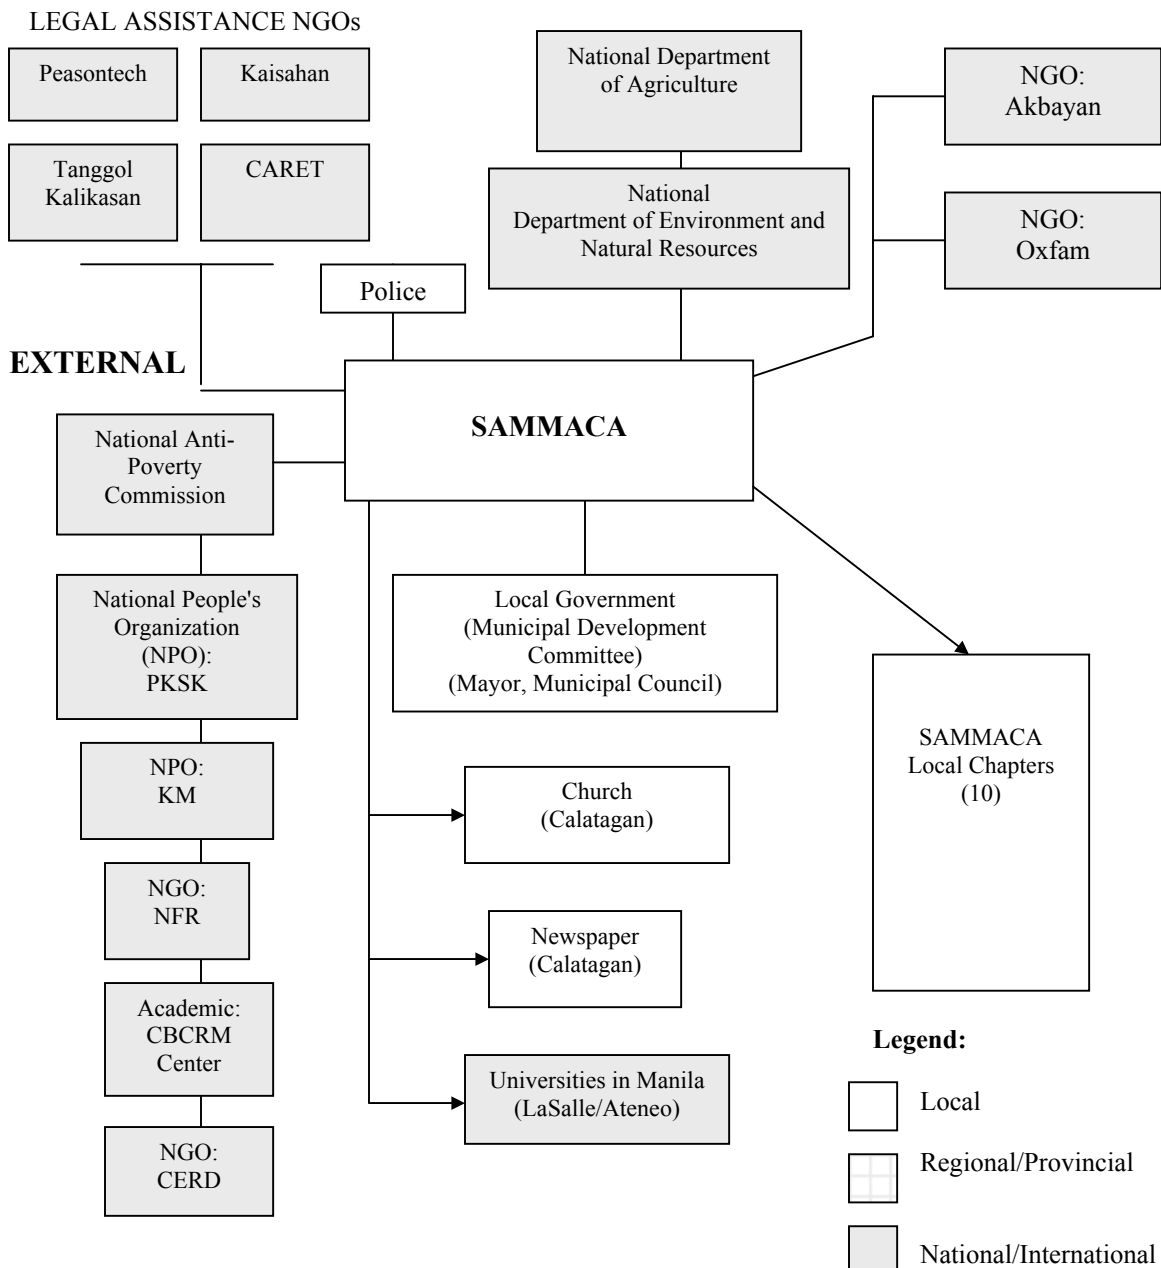 LEGAL ASSISTANCE NGOs
Peasontech
Kaisahan
Tanggol
Kalikasan
CARET
National Department
of Agriculture
National
Department of Environment and
Natural Resources
NGO:
Akbayan
NGO:
Oxfam
Police
EXTERNAL
SAMMACA
National Anti-
Poverty
Commission
National People's
Organization
(NPO):
PKSK
NPO:
KM
NGO:
NFR
Academic:
CBCRM
Center
NGO:
CERD
Local Government
(Municipal Development
Committee)
(Mayor, Municipal Council)
Church
(Calatagan)
Newspaper
(Calatagan)
Universities in Manila
(LaSalle/Ateneo)
SAMMACA
Local Chapters
(10)
Legend:
Local
Regional/Provincial
National/International